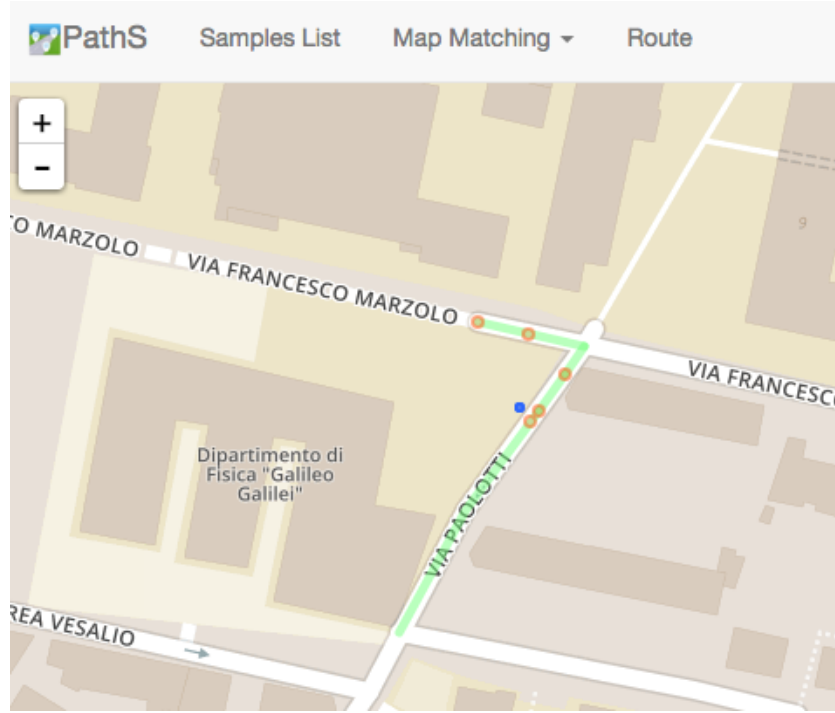 PathS Samples List Map Matching Route
+
-
9
O MARZOLO
VIA FRANCESCO MARZOLO
VIA FRANCESC
Dipartimento di
Fisica "Galileo
Galilei"
VIA PAOLOTTI
REA VESALIO